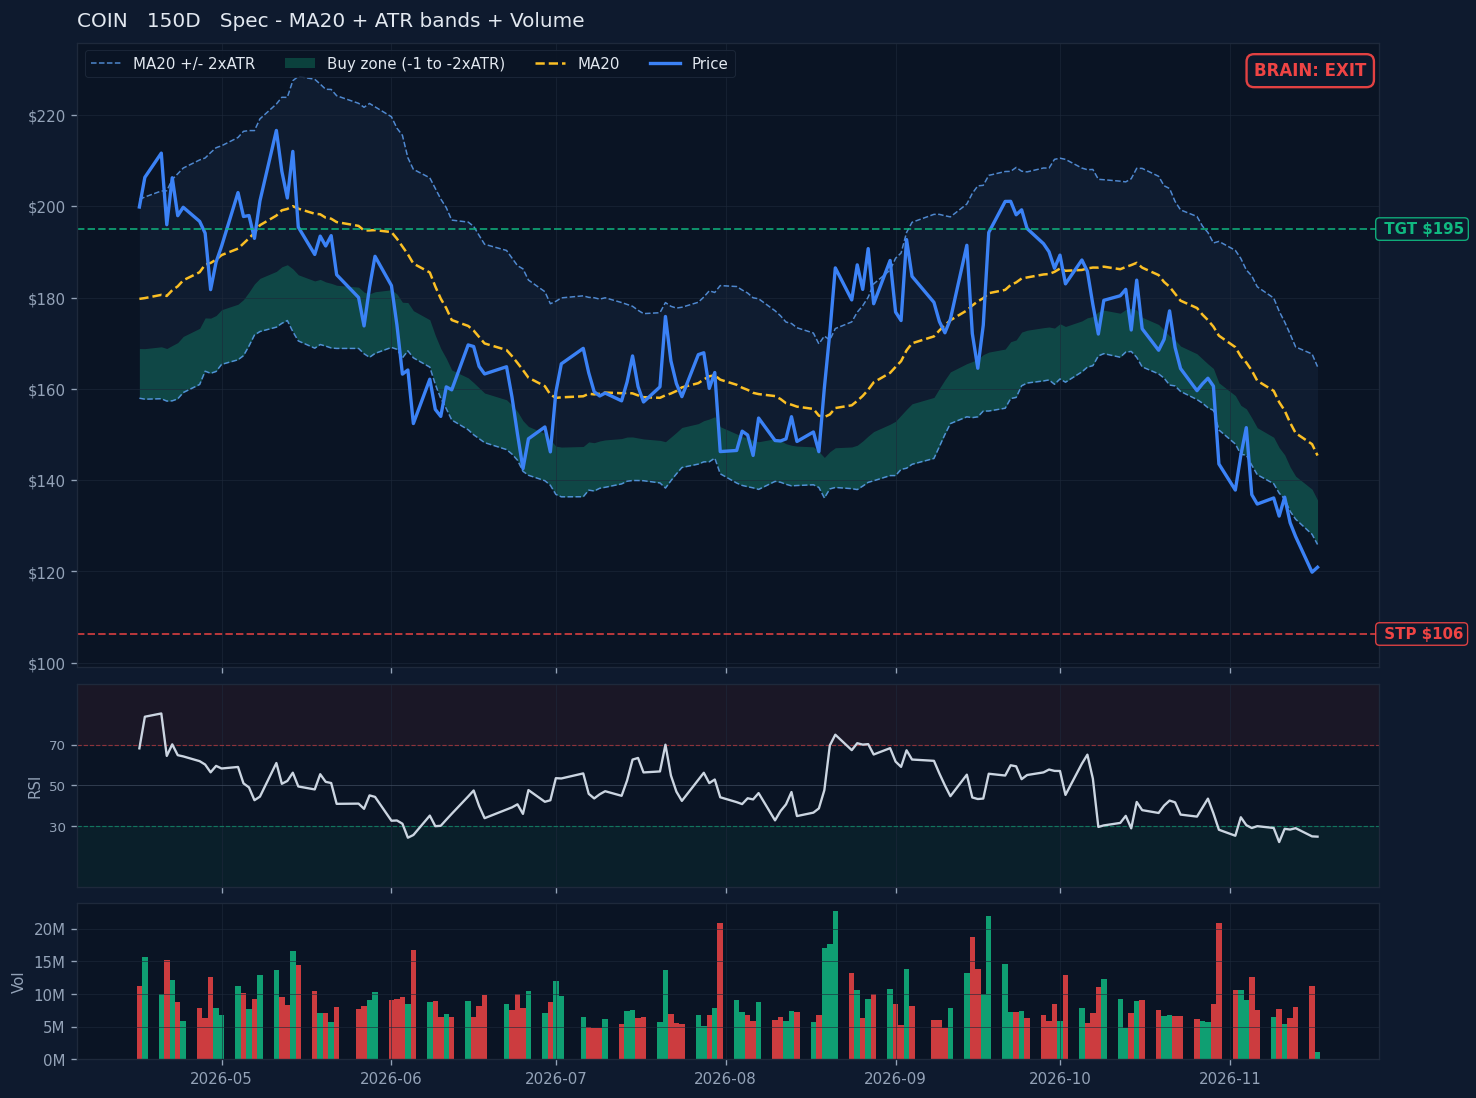 COIN   150D   Spec - MA20 + ATR bands + Volume
MA20 +/- 2xATR
Buy zone (-1 to -2xATR)
MA20
Price
BRAIN: EXIT
$220
$200
TGT $195
$180
$160
$140
$120
STP $106
$100
RSI
70
50
30
Vol
20M
15M
10M
5M
0M
2026-05
2026-06
2026-07
2026-08
2026-09
2026-10
2026-11